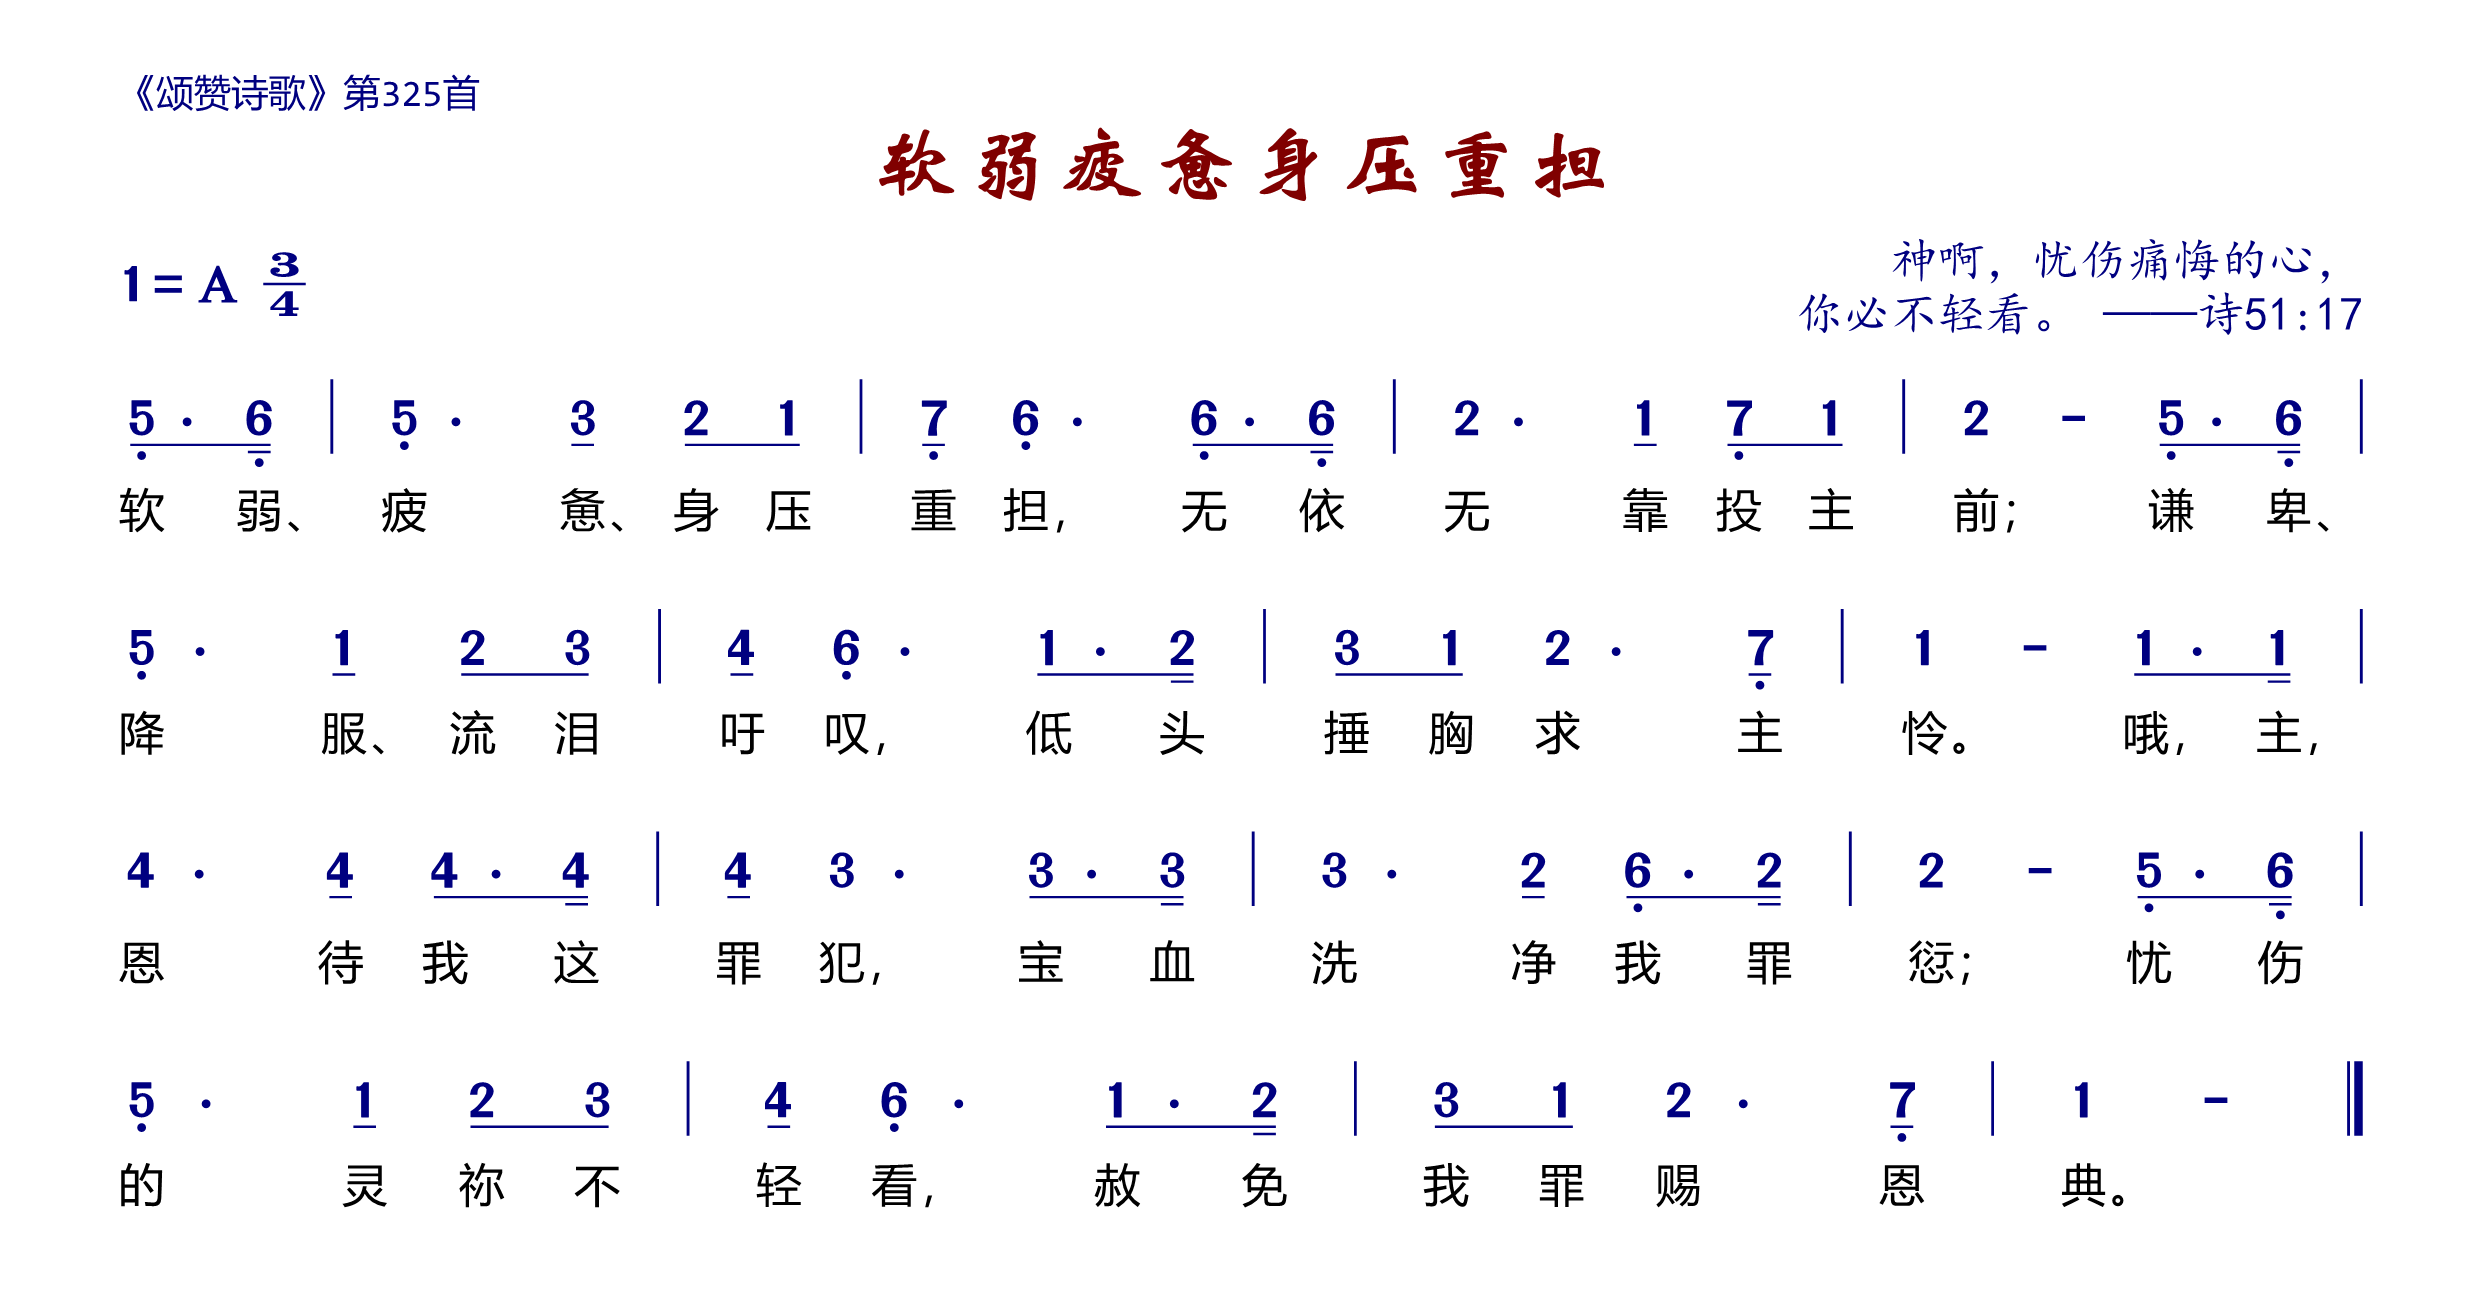 《颂赞诗歌》第325首
软弱疲惫身压重担
1= A 3/4
神啊，忧伤痛悔的心，
你必不轻看。 ——诗51:17
5 · 6 | 5 · 3 2 1 | 7 6 · 6 · 6 | 2 · 1 7 1 | 2 - 5 · 6 |
软弱、疲惫、身压重担，无依无靠投主前；谦卑、
5 · 1 2 3 | 4 6 · 1 · 2 | 3 1 2 · 7 | 1 - 1 · 1 |
降服、流泪吁叹，低头捶胸求主怜。哦，主，
4 · 4 4 · 4 | 4 3 · 3 · 3 | 3 · 2 6 · 2 | 2 - 5 · 6 |
恩待我这罪犯，宝血洗净我罪愆；忧伤
5 · 1 2 3 | 4 6 · 1 · 2 | 3 1 2 · 7 | 1 - ‖
的灵祢不轻看，赦免我罪赐恩典。